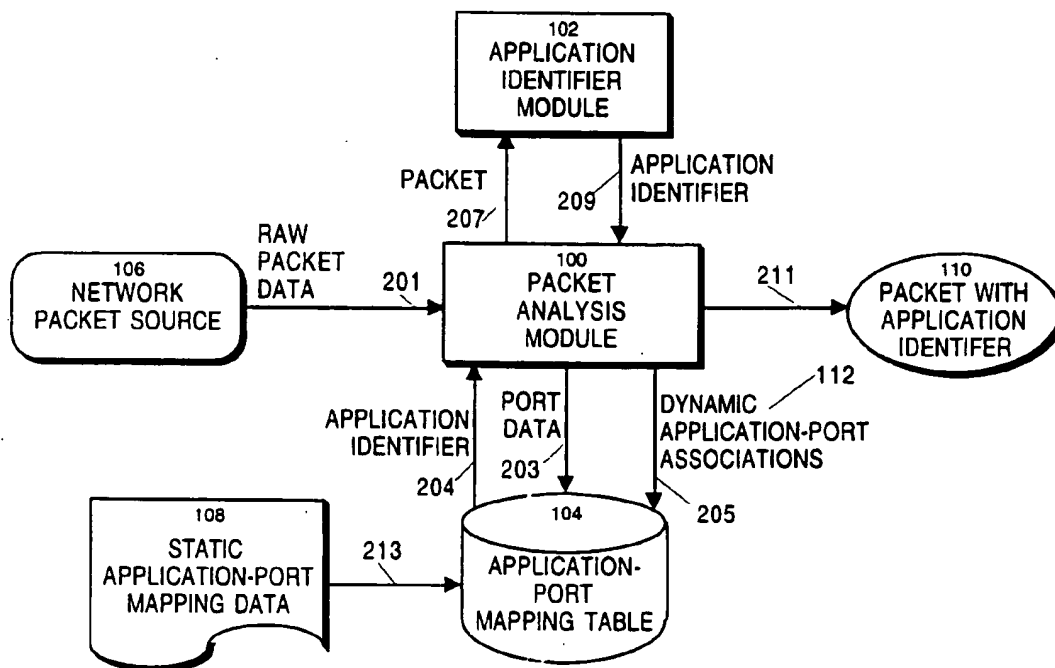 102
APPLICATION
IDENTIFIER
MODULE
PACKET
207
209
APPLICATION
IDENTIFIER
RAW
PACKET
DATA
201
106
NETWORK
PACKET SOURCE
100
PACKET
ANALYSIS
MODULE
211
110
PACKET WITH
APPLICATION
IDENTIFER
APPLICATION
IDENTIFIER
204
PORT
DATA
203
112
DYNAMIC
APPLICATION-PORT
ASSOCIATIONS
205
108
STATIC
APPLICATION-PORT
MAPPING DATA
213
104
APPLICATION-
PORT
MAPPING TABLE